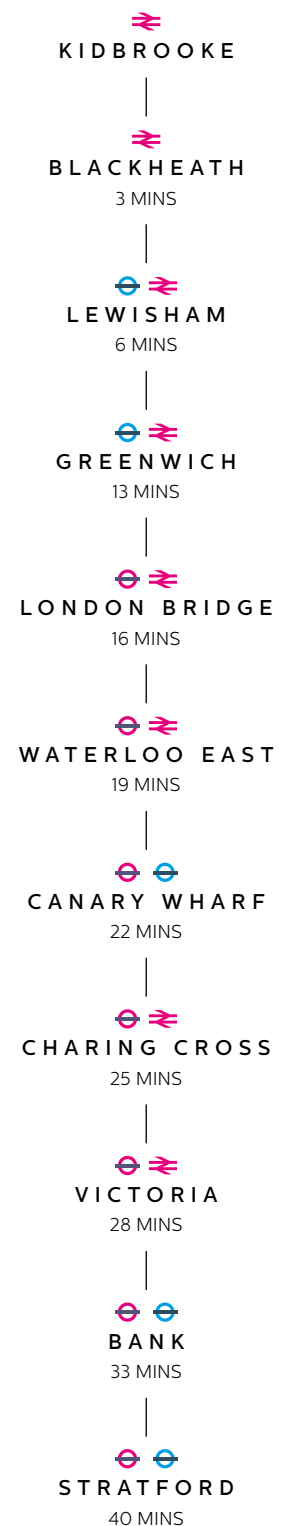 KIDBROOKE
BLACKHEATH
3 MINS
LEWISHAM
6 MINS
GREENWICH
13 MINS
LONDON BRIDGE
16 MINS
WATERLOO EAST
19 MINS
CANARY WHARF
22 MINS
CHARING CROSS
25 MINS
VICTORIA
28 MINS
BANK
33 MINS
STRATFORD
40 MINS